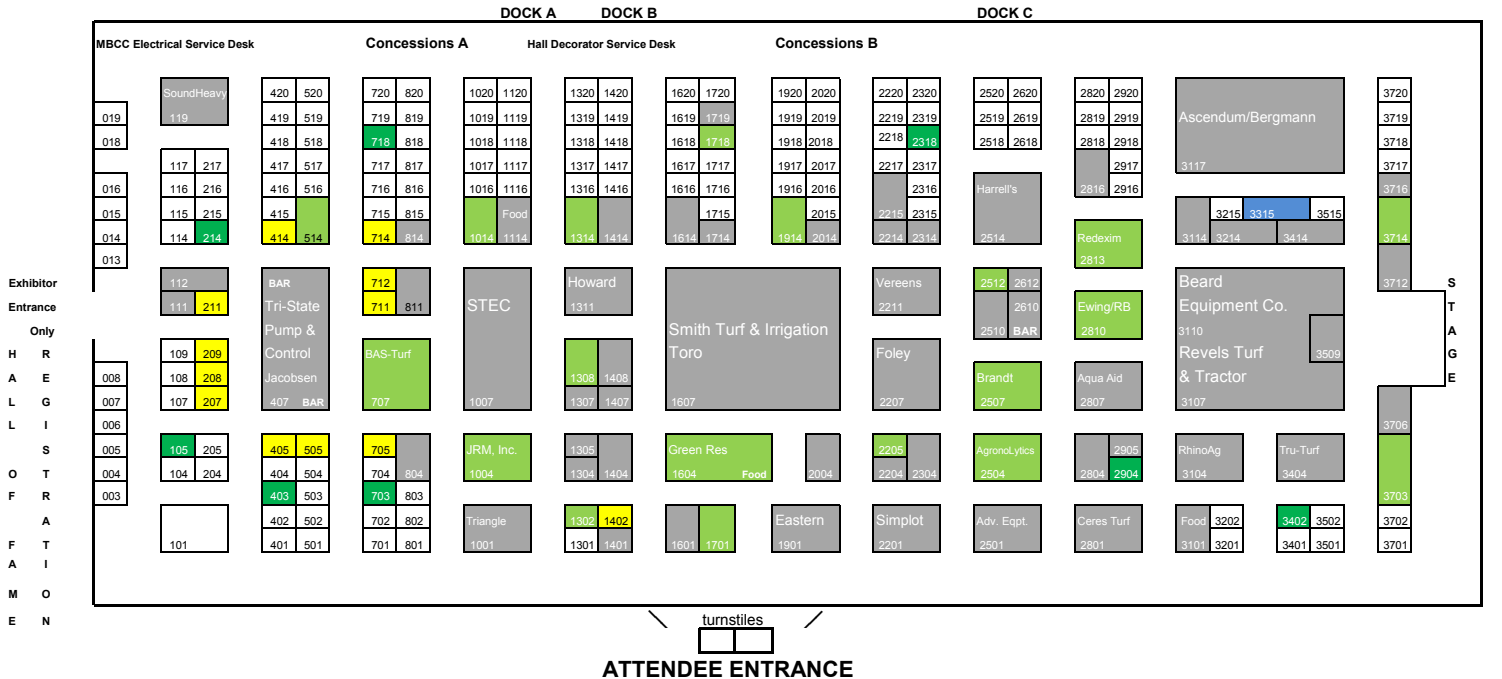 DOCK A DOCK B DOCK C
MBCC Electrical Service Desk Concessions A Hall Decorator Service Desk Concessions B
SoundHeavy 420 520 720 820 1020 1120 1320 1420 1620 1720 1920 2020 2220 2320 2520 2620 2820 2920 3720
019 119 419 519 719 819 1019 1119 1319 1419 1619 1719 1919 2019 2219 2319 2519 2619 2819 2919 Ascendum/Bergmann 3719
018 418 518 718 818 1018 1118 1318 1418 1618 1718 1918 2018 2218 2318 2518 2618 2818 2918 3718
117 217 417 517 717 817 1017 1117 1317 1417 1617 1717 1917 2017 2217 2317 2917 3117 3717
016 116 216 416 516 716 816 1016 1116 1316 1416 1616 1716 1916 2016 2316 Harrell's 2816 2916 3716
015 115 215 415 715 815 Food 1715 2015 2215 2315 3215 3315 3515
014 114 214 414 514 714 814 1014 1114 1314 1414 1614 1714 1914 2014 2214 2314 2514 Redexim 3114 3214 3414 3714
013 2813
Exhibitor 112 BAR 712 STEC Howard Smith Turf & Irrigation Vereens 2512 2612 Beard 3712 S
Entrance 111 211 Tri-State 711 811 1311 Toro 2211 2610 Ewing/RB Equipment Co. T
Only Pump & 2510 BAR 2810 3110 A
H R 109 209 Control BAS-Turf Foley Revels Turf 3509 G
A E 008 108 208 Jacobsen 1308 1408 Brandt Aqua Aid & Tractor E
L G 007 107 207 407 BAR 707 1007 1307 1407 1607 2207 2507 2807 3107
L I 006 3706
S 005 105 205 405 505 705 JRM, Inc. 1305 Green Res 2205 AgronoLytics 2905 RhinoAg Tru-Turf
O T 004 104 204 404 504 704 804 1004 1304 1404 1604 Food 2004 2204 2304 2504 2804 2904 3104 3404
F R 003 403 503 703 803 3703
A 402 502 702 802 Triangle 1302 1402 Eastern Simplot Adv. Eqpt. Ceres Turf Food 3202 3402 3502 3702
F T 101 401 501 701 801 1001 1301 1401 1601 1701 1901 2201 2501 2801 3101 3201 3401 3501 3701
A I
M O
E N
turnstiles
ATTENDEE ENTRANCE